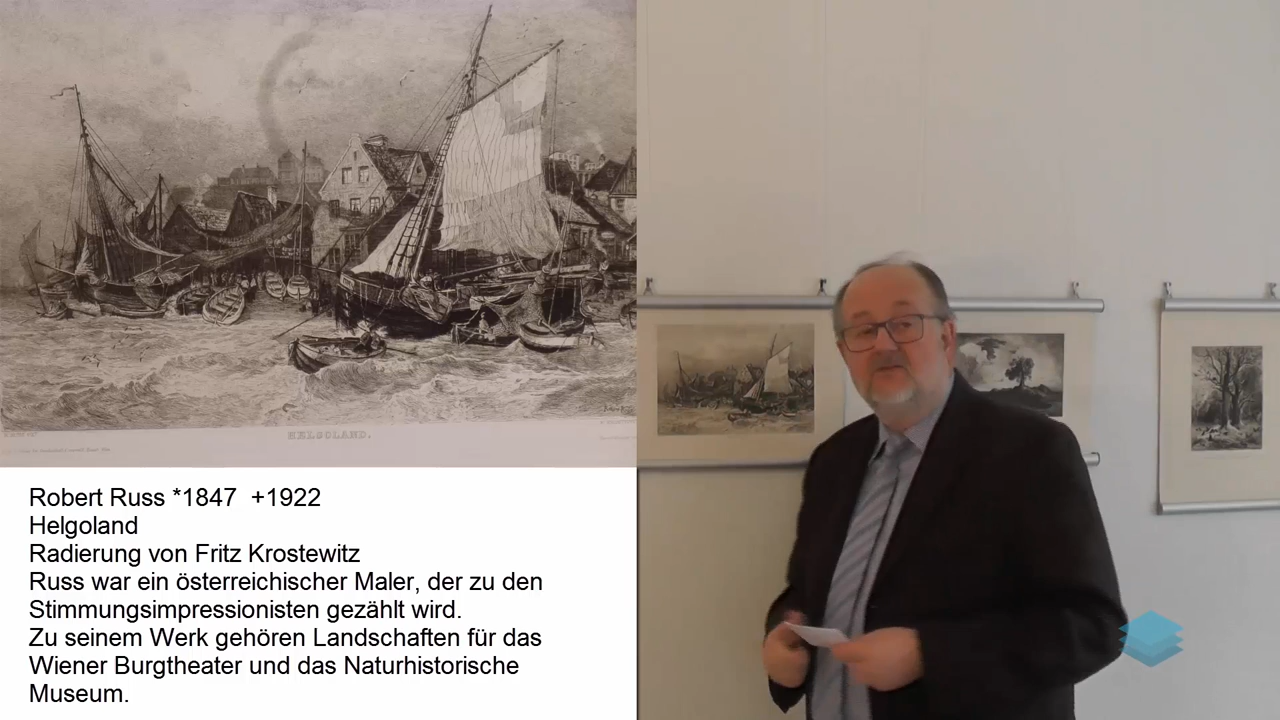 HELGOLAND.
Robert Russ *1847 +1922
Helgoland
Radierung von Fritz Krostewitz
Russ war ein österreichischer Maler, der zu den
Stimmungsimpressionisten gezählt wird.
Zu seinem Werk gehören Landschaften für das
Wiener Burgtheater und das Naturhistorische
Museum.